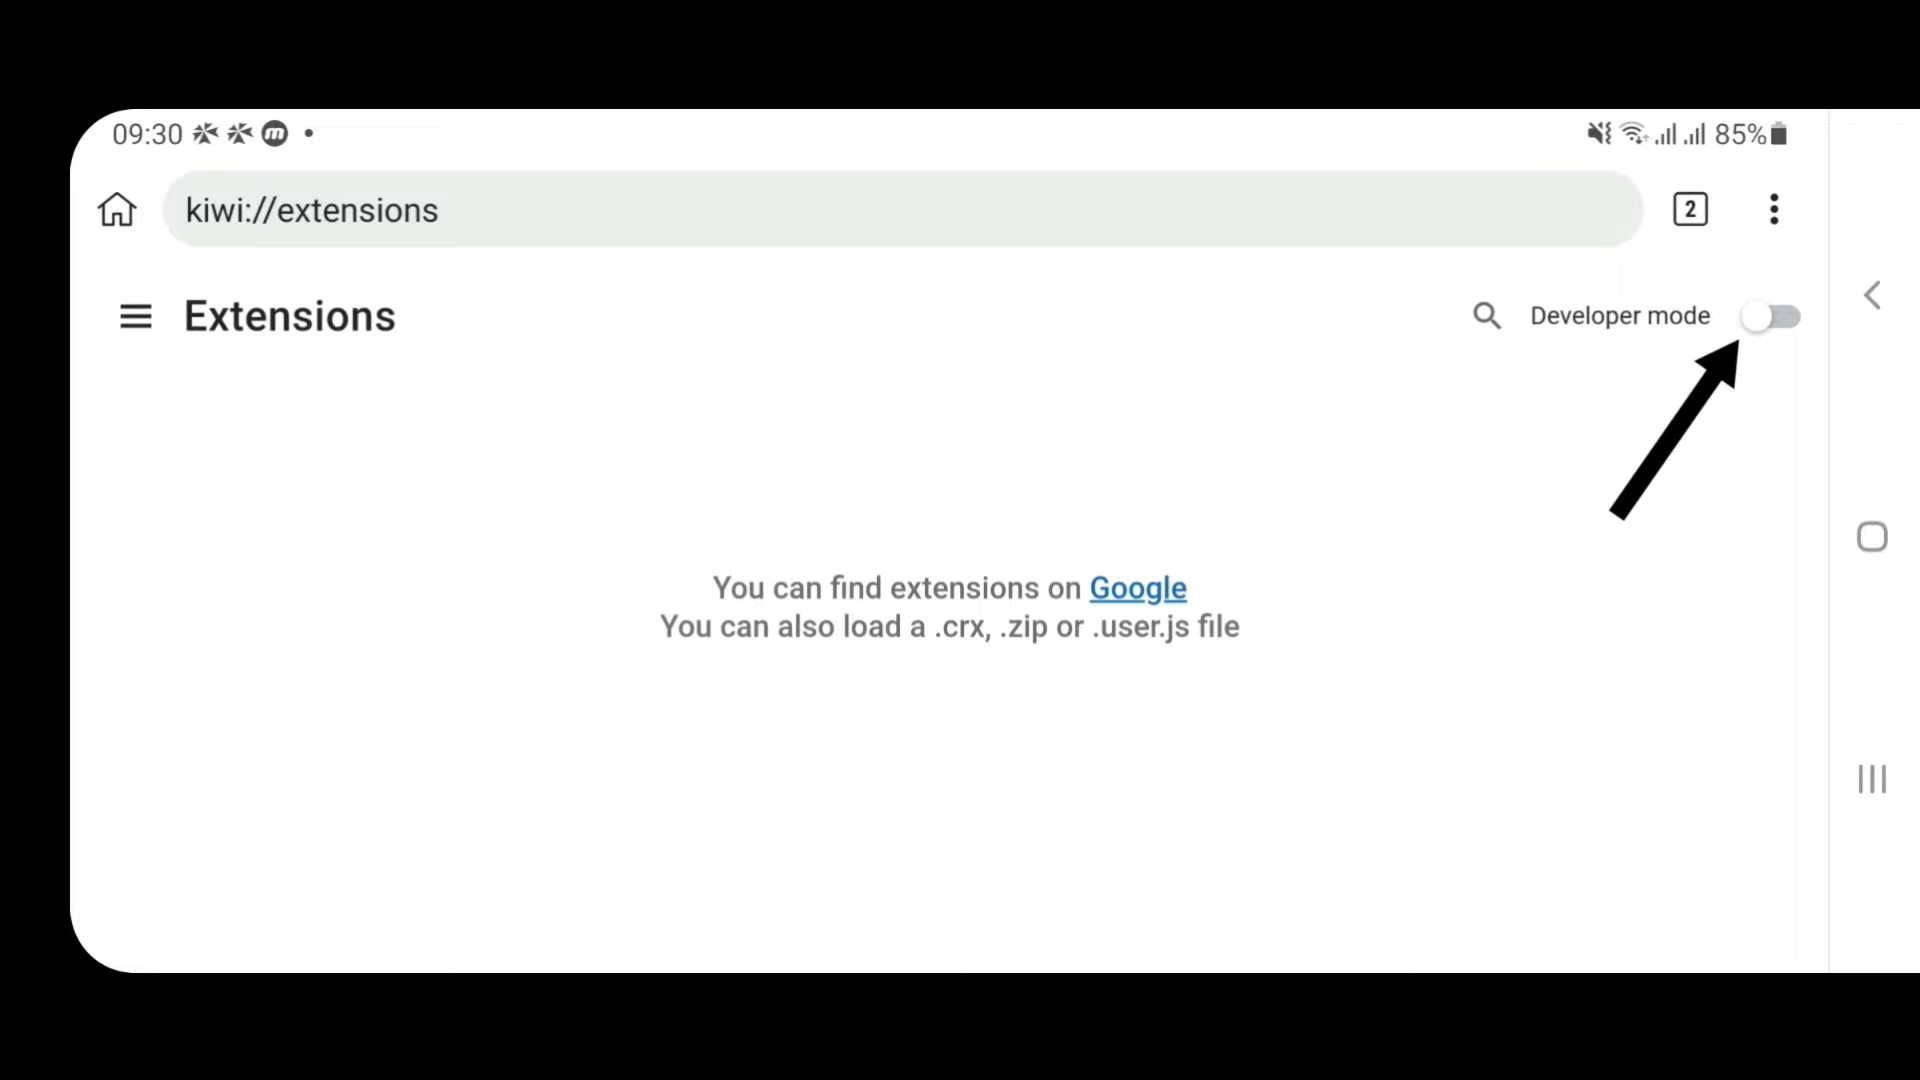 09:30
85%
kiwi://extensions
2
Extensions
Developer mode
You can find extensions on Google
You can also load a .crx, .zip or .user.js file